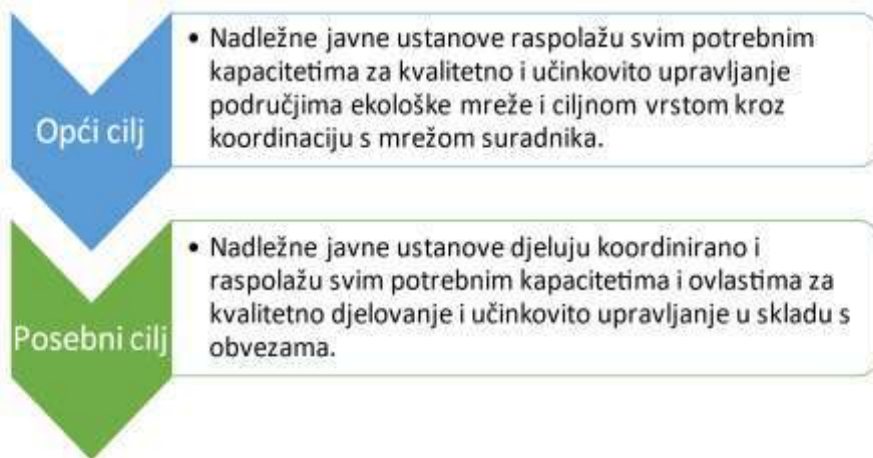 Opći cilj
• Nadležne javne ustanove raspolažu svim potrebnim
kapacitetima za kvalitetno i učinkovito upravljanje
područjima ekološke mreže i ciljnom vrstom kroz
koordinaciju s mrežom suradnika.
Posebni cilj
• Nadležne javne ustanove djeluju koordinirano i
raspolažu svim potrebnim kapacitetima i ovlastima za
kvalitetno djelovanje i učinkovito upravljanje u skladu s
obvezama.